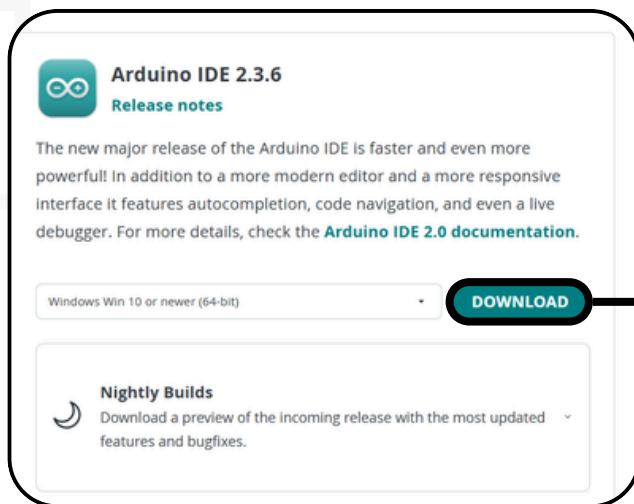 Arduino IDE 2.3.6
Release notes
The new major release of the Arduino IDE is faster and even more
powerful! In addition to a more modern editor and a more responsive
interface it features autocompletion, code navigation, and even a live
debugger. For more details, check the Arduino IDE 2.0 documentation.
Windows Win 10 or newer (64-bit)
DOWNLOAD
Nightly Builds
Download a preview of the incoming release with the most updated
features and bugfixes.